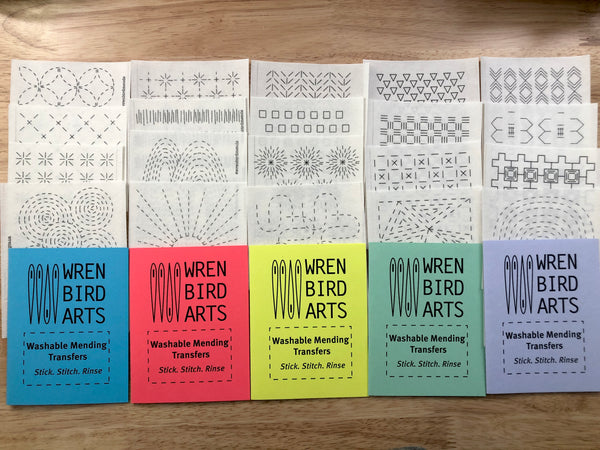 WREN
BIRD
ARTS
Washable Mending
Transfers
Stick. Stitch. Rinse
WREN
BIRD
ARTS
Washable Mending
Transfers
Stick. Stitch. Rinse
WREN
BIRD
ARTS
Washable Mending
Transfers
Stick. Stitch. Rinse
WREN
BIRD
ARTS
Washable Mending
Transfers
Stick. Stitch. Rinse
WREN
BIRD
ARTS
Washable Mending
Transfers
Stick. Stitch. Rinse